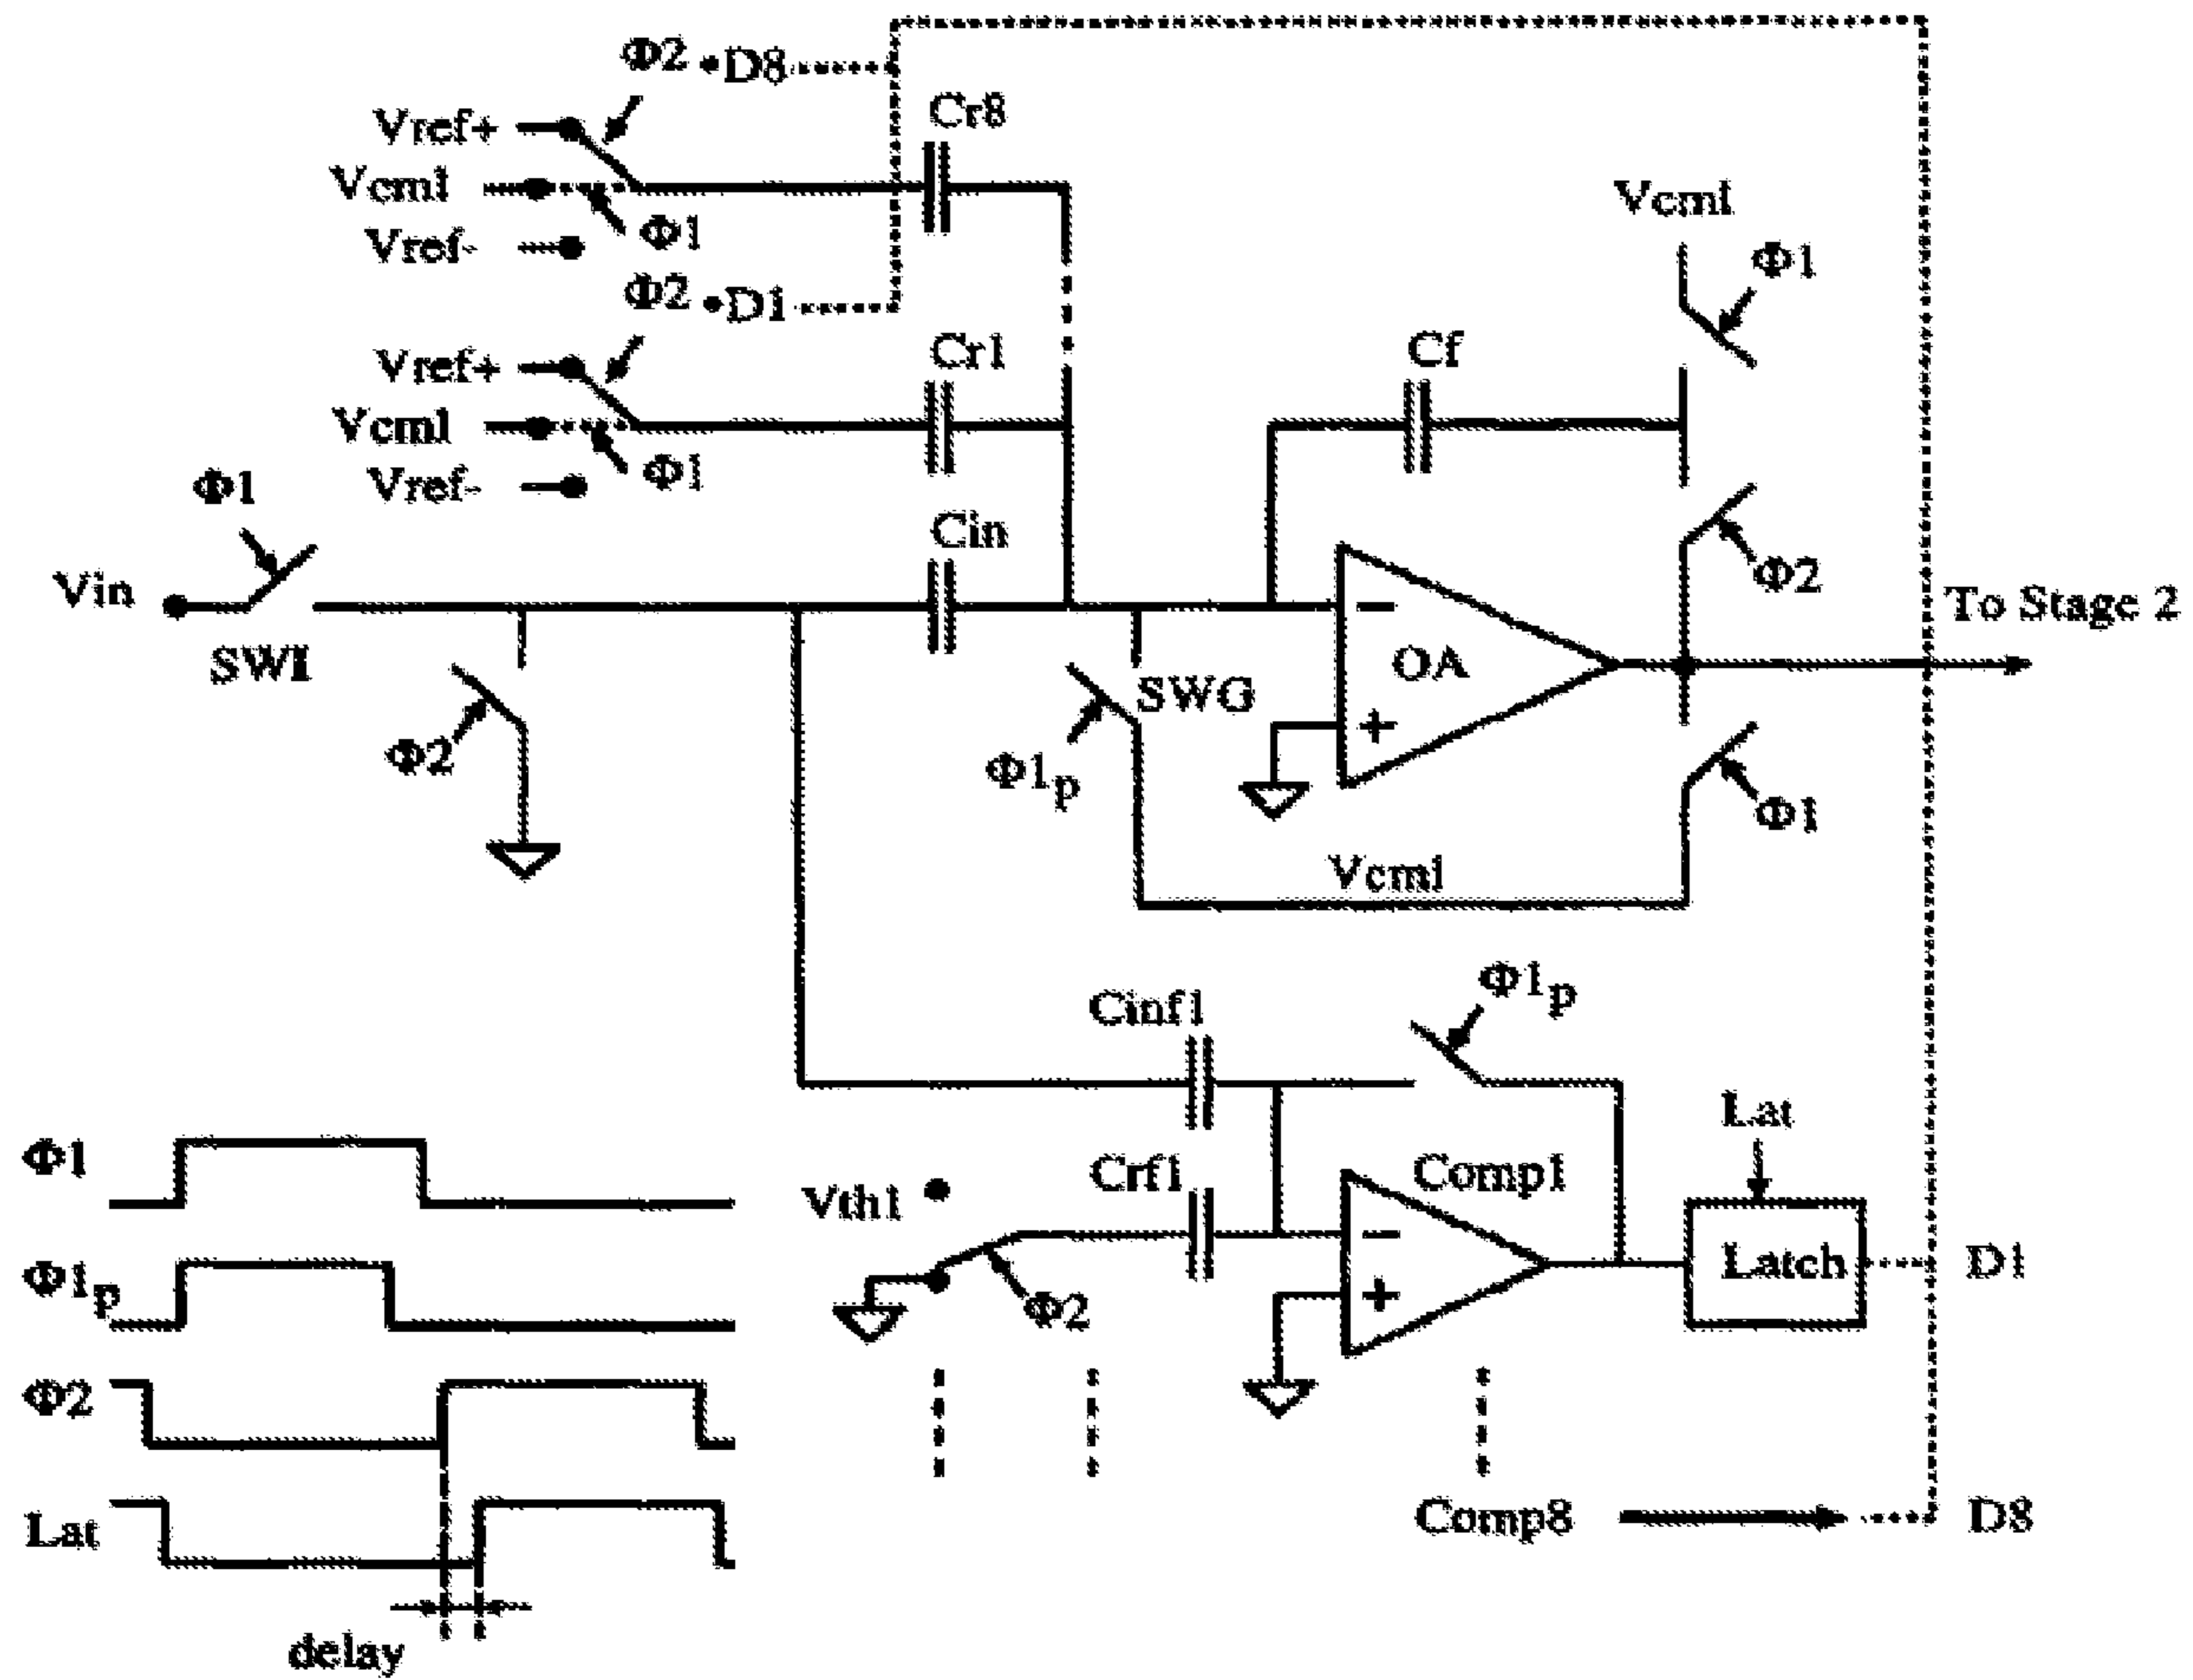 Φ2 •D8
Vref+
Cr8
Vcml
Φ1
Vref-
Vcml
Φ1
Φ2 •D1
Vref+
Cr1
Cf
Vcml
Φ1
Vref-
Φ1
Cin
Φ2
Vin
To Stage 2
SWI
OA
SWG
Φ2
Φ1p
Φ1
Vcml
Φ1p
Cinf1
Lat
Φ1
Vth1
Crf1
Comp1
Latch
D1
Φ1p
Φ2
Φ2
Comp8
D8
Lat
delay